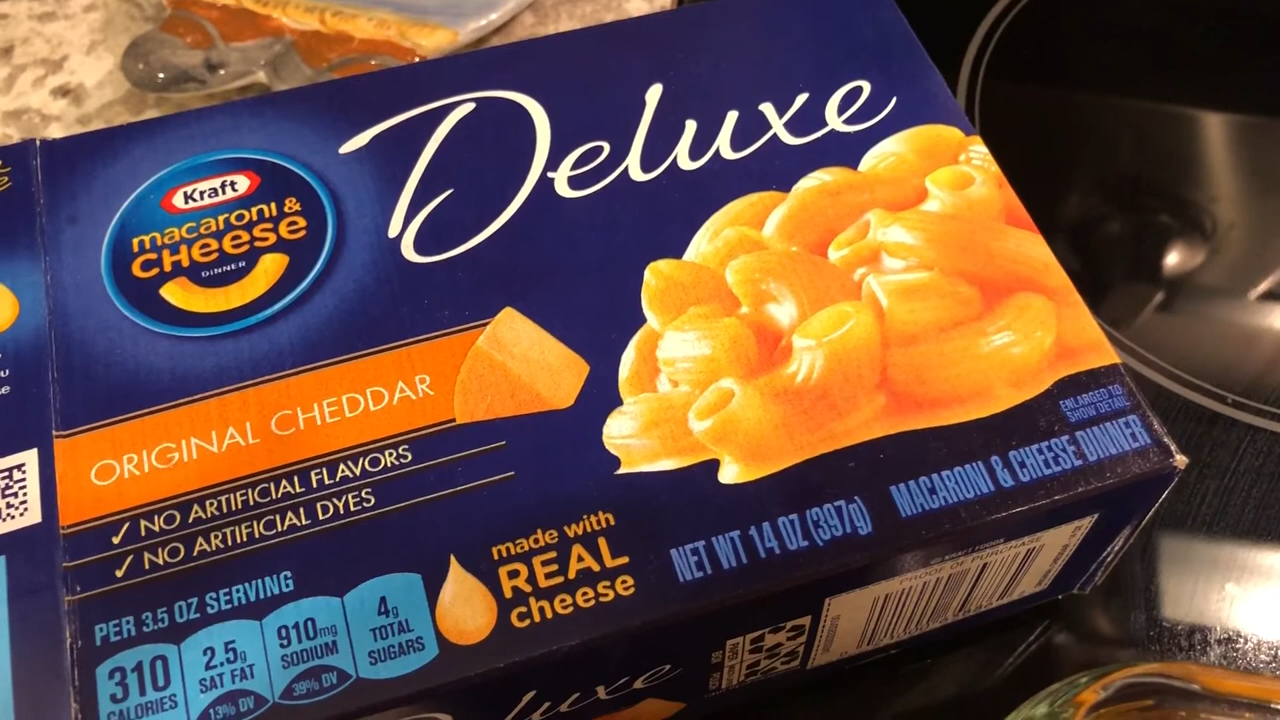 Deluxe
Kraft
macaroni &
CHEESE
DINNER
ORIGINAL CHEDDAR
✓ NO ARTIFICIAL FLAVORS
✓ NO ARTIFICIAL DYES
made with
REAL
cheese
PER 3.5 OZ SERVING
310
CALORIES
2.5g
SAT FAT
13% DV
910mg
SODIUM
39% DV
4g
TOTAL
SUGARS
ENLARGED TO
SHOW DETAIL
NET WT 14 OZ (397g) MACARONI & CHEESE DINNER
© KRAFT FOODS
PROOF OF PURCHASE